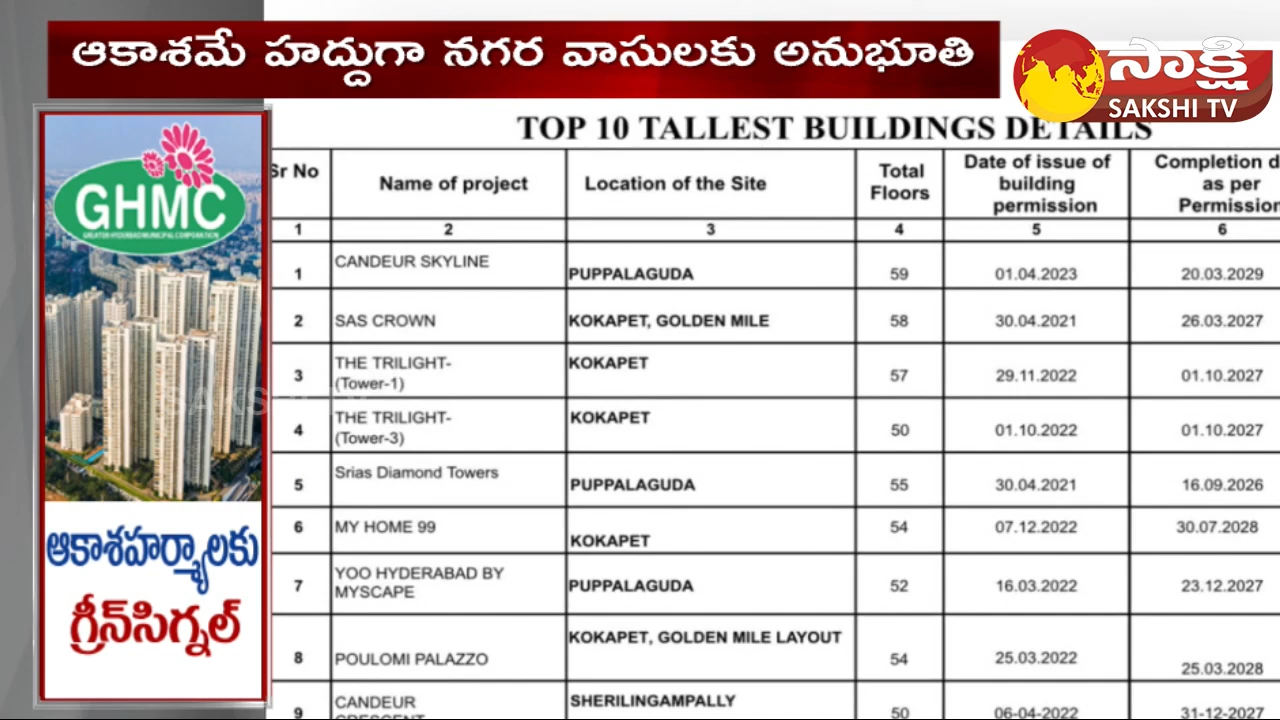 ఆకాశమే హద్దుగా నగర వాసులకు అనుభూతి
సాక్షి
SAKSHI TV
GHMC
GREATER HYDERABAD MUNICIPAL CORPORATION
ఆకాశహర్మ్యాలకు
గ్రీన్‌సిగ్నల్
TOP 10 TALLEST BUILDINGS DETAILS
Sr No Name of project Location of the Site Total Floors Date of issue of building permission Completion d as per Permission
1 2 3 4 5 6
1 CANDEUR SKYLINE PUPPALAGUDA 59 01.04.2023 20.03.2029
2 SAS CROWN KOKAPET, GOLDEN MILE 58 30.04.2021 26.03.2027
3 THE TRILIGHT- (Tower-1) KOKAPET 57 29.11.2022 01.10.2027
4 THE TRILIGHT- (Tower-3) KOKAPET 50 01.10.2022 01.10.2027
5 Srias Diamond Towers PUPPALAGUDA 55 30.04.2021 16.09.2026
6 MY HOME 99 KOKAPET 54 07.12.2022 30.07.2028
7 YOO HYDERABAD BY MYSCAPE PUPPALAGUDA 52 16.03.2022 23.12.2027
8 POULOMI PALAZZO KOKAPET, GOLDEN MILE LAYOUT 54 25.03.2022 25.03.2028
9 CANDEUR CRESCENT SHERILINGAMPALLY 50 06-04-2022 31-12-2027